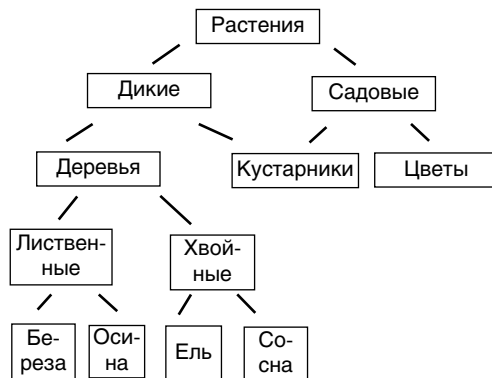 Растения
Дикие
Садовые
Деревья
Кустарники
Цветы
Листвен-
ные
Хвой-
ные
Бе-
реза
Оси-
на
Ель
Со-
сна